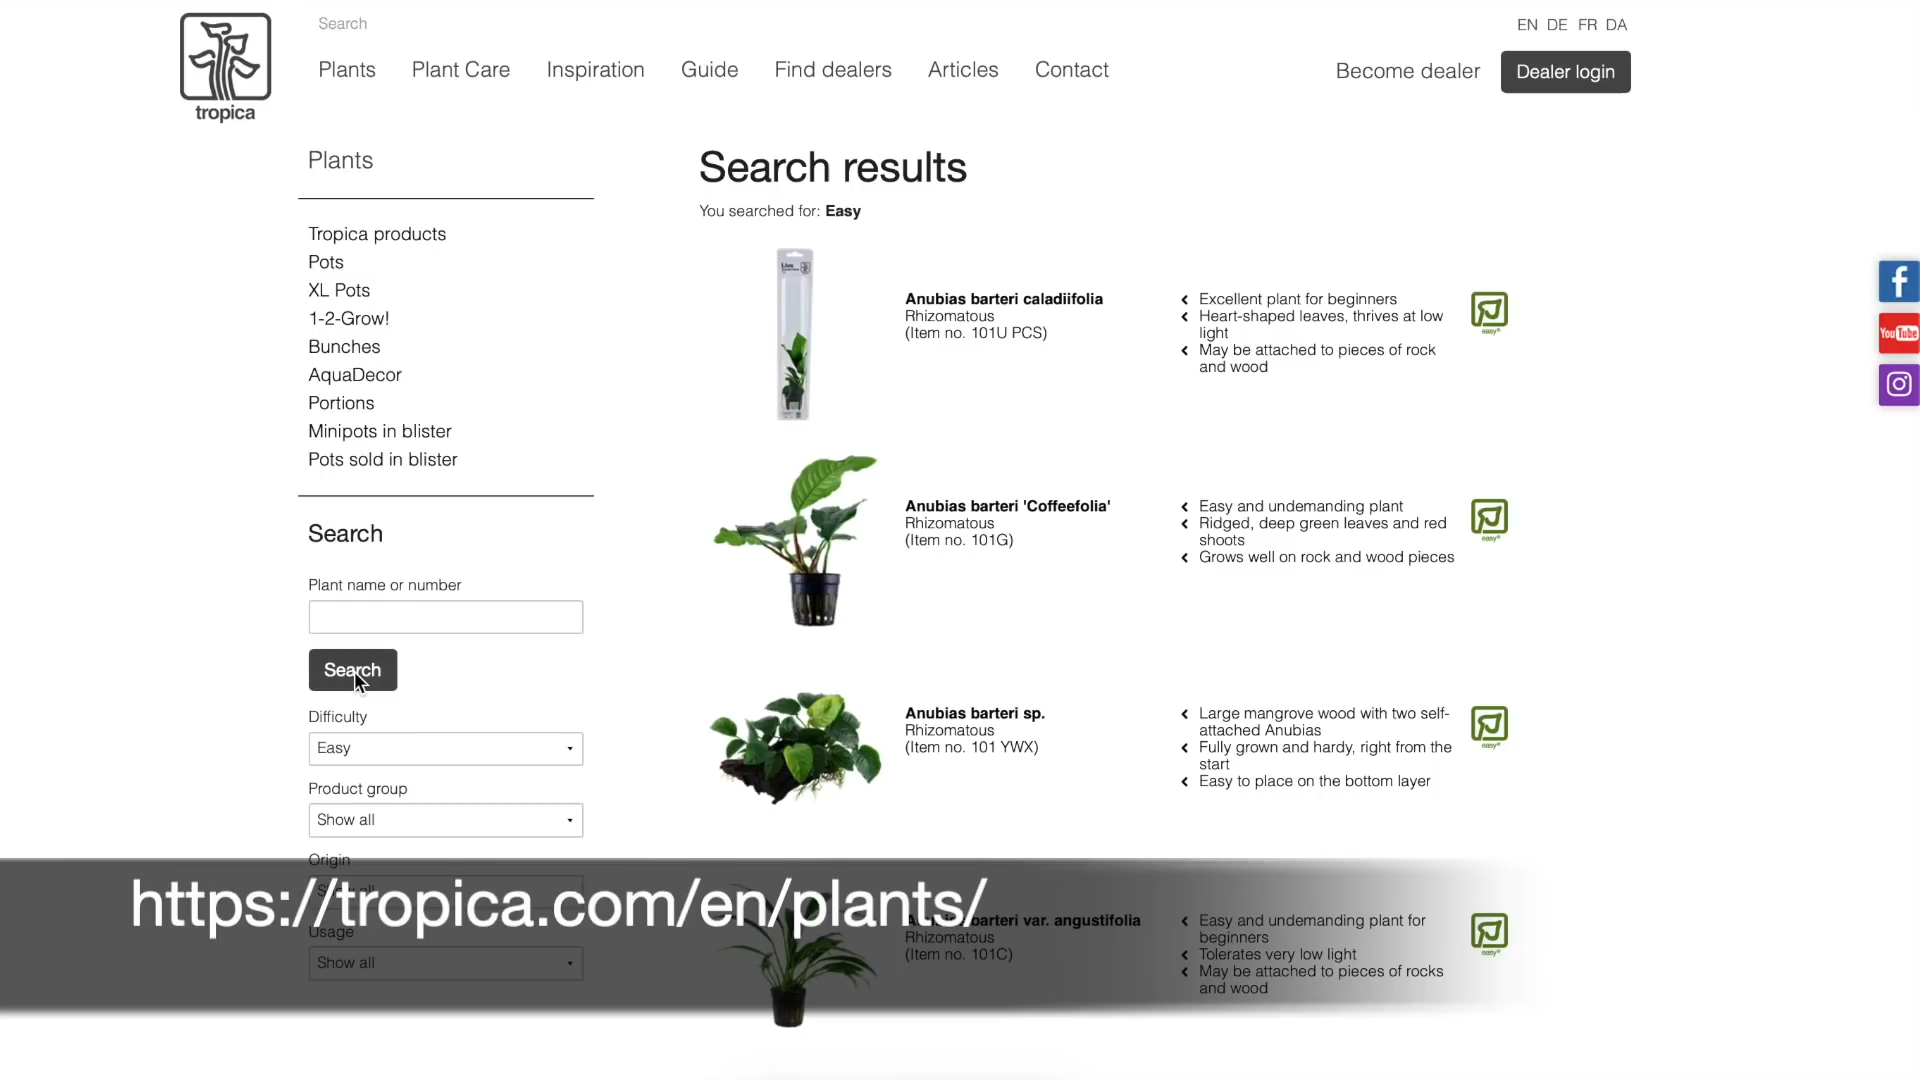 Search
EN DE FR DA
tropica
Plants
Plant Care
Inspiration
Guide
Find dealers
Articles
Contact
Become dealer
Dealer login
Plants
Tropica products
Pots
XL Pots
1-2-Grow!
Bunches
AquaDecor
Portions
Minipots in blister
Pots sold in blister
Search
Plant name or number
Search
Difficulty
Easy
Product group
Show all
Origin
Show all
Usage
Show all
Search results
You searched for: Easy
Anubias barteri caladiifolia
Rhizomatous
(Item no. 101U PCS)
Excellent plant for beginners
Heart-shaped leaves, thrives at low
light
May be attached to pieces of rock
and wood
easy
Anubias barteri 'Coffeefolia'
Rhizomatous
(Item no. 101G)
Easy and undemanding plant
Ridged, deep green leaves and red
shoots
Grows well on rock and wood pieces
easy
Anubias barteri sp.
Rhizomatous
(Item no. 101 YWX)
Large mangrove wood with two self-
attached Anubias
Fully grown and hardy, right from the
start
Easy to place on the bottom layer
easy
Anubias barteri var. angustifolia
Rhizomatous
(Item no. 101C)
Easy and undemanding plant for
beginners
Tolerates very low light
May be attached to pieces of rocks
and wood
easy
YouTube
https://tropica.com/en/plants/